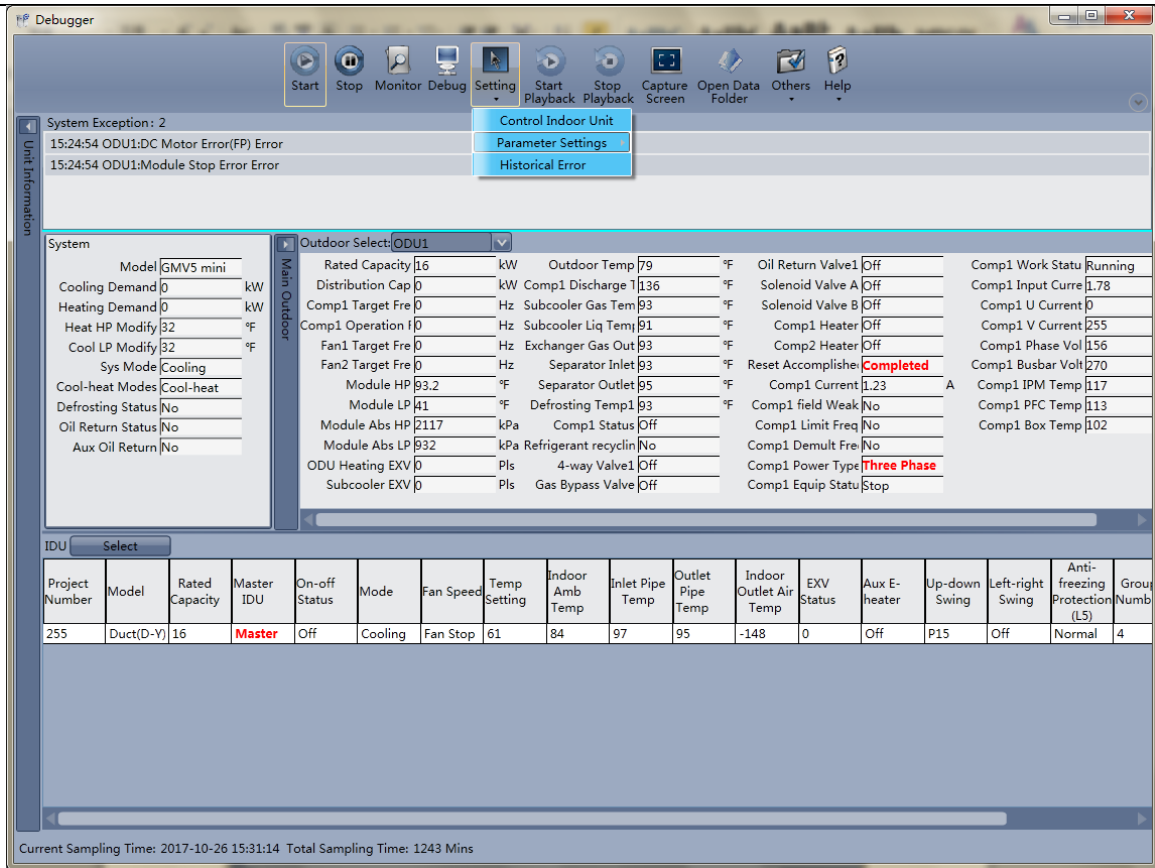 Debugger
Start Stop Monitor Debug Setting Start Playback Stop Playback Capture Screen Open Data Folder Others Help
Control Indoor Unit
Parameter Settings
Historical Error
Unit Information
System Exception: 2
15:24:54 ODU1:DC Motor Error(FP) Error
15:24:54 ODU1:Module Stop Error Error
System
Model GMV5 mini
Cooling Demand 0 kW
Heating Demand 0 kW
Heat HP Modify 32 °F
Cool LP Modify 32 °F
Sys Mode Cooling
Cool-heat Modes Cool-heat
Defrosting Status No
Oil Return Status No
Aux Oil Return No
Main Outdoor
Outdoor Select: ODU1
Rated Capacity 16 kW
Distribution Cap 0 kW
Comp1 Target Fre 0 Hz
Comp1 Operation F 0 Hz
Fan1 Target Fre 0 Hz
Fan2 Target Fre 0 Hz
Module HP 93.2 °F
Module LP 41 °F
Module Abs HP 2117 kPa
Module Abs LP 932 kPa
ODU Heating EXV 0 Pls
Subcooler EXV 0 Pls
Outdoor Temp 79 °F
Comp1 Discharge T 136 °F
Subcooler Gas Tem 93 °F
Subcooler Liq Temp 91 °F
Exchanger Gas Out 93 °F
Separator Inlet 93 °F
Separator Outlet 95 °F
Defrosting Temp1 93 °F
Comp1 Status Off
Refrigerant recyclin No
4-way Valve1 Off
Gas Bypass Valve Off
Oil Return Valve1 Off
Solenoid Valve A Off
Solenoid Valve B Off
Comp1 Heater Off
Comp2 Heater Off
Reset Accomplishe Completed
Comp1 Current 1.23 A
Comp1 field Weak No
Comp1 Limit Freq No
Comp1 Demult Fre No
Comp1 Power Type Three Phase
Comp1 Equip Statu Stop
Comp1 Work Statu Running
Comp1 Input Curre 1.78
Comp1 U Current 0
Comp1 V Current 255
Comp1 Phase Vol 156
Comp1 Busbar Volt 270
Comp1 IPM Temp 117
Comp1 PFC Temp 113
Comp1 Box Temp 102
IDU Select
Project Number Model Rated Capacity Master IDU On-off Status Mode Fan Speed Temp Setting Indoor Amb Temp Inlet Pipe Temp Outlet Pipe Temp Indoor Outlet Air Temp EXV Status Aux E-heater Up-down Swing Left-right Swing Anti-freezing Protection (L5) Group Numb
255 Duct(D-Y) 16 Master Off Cooling Fan Stop 61 84 97 95 -148 0 Off P15 Off Normal 4
Current Sampling Time: 2017-10-26 15:31:14 Total Sampling Time: 1243 Mins